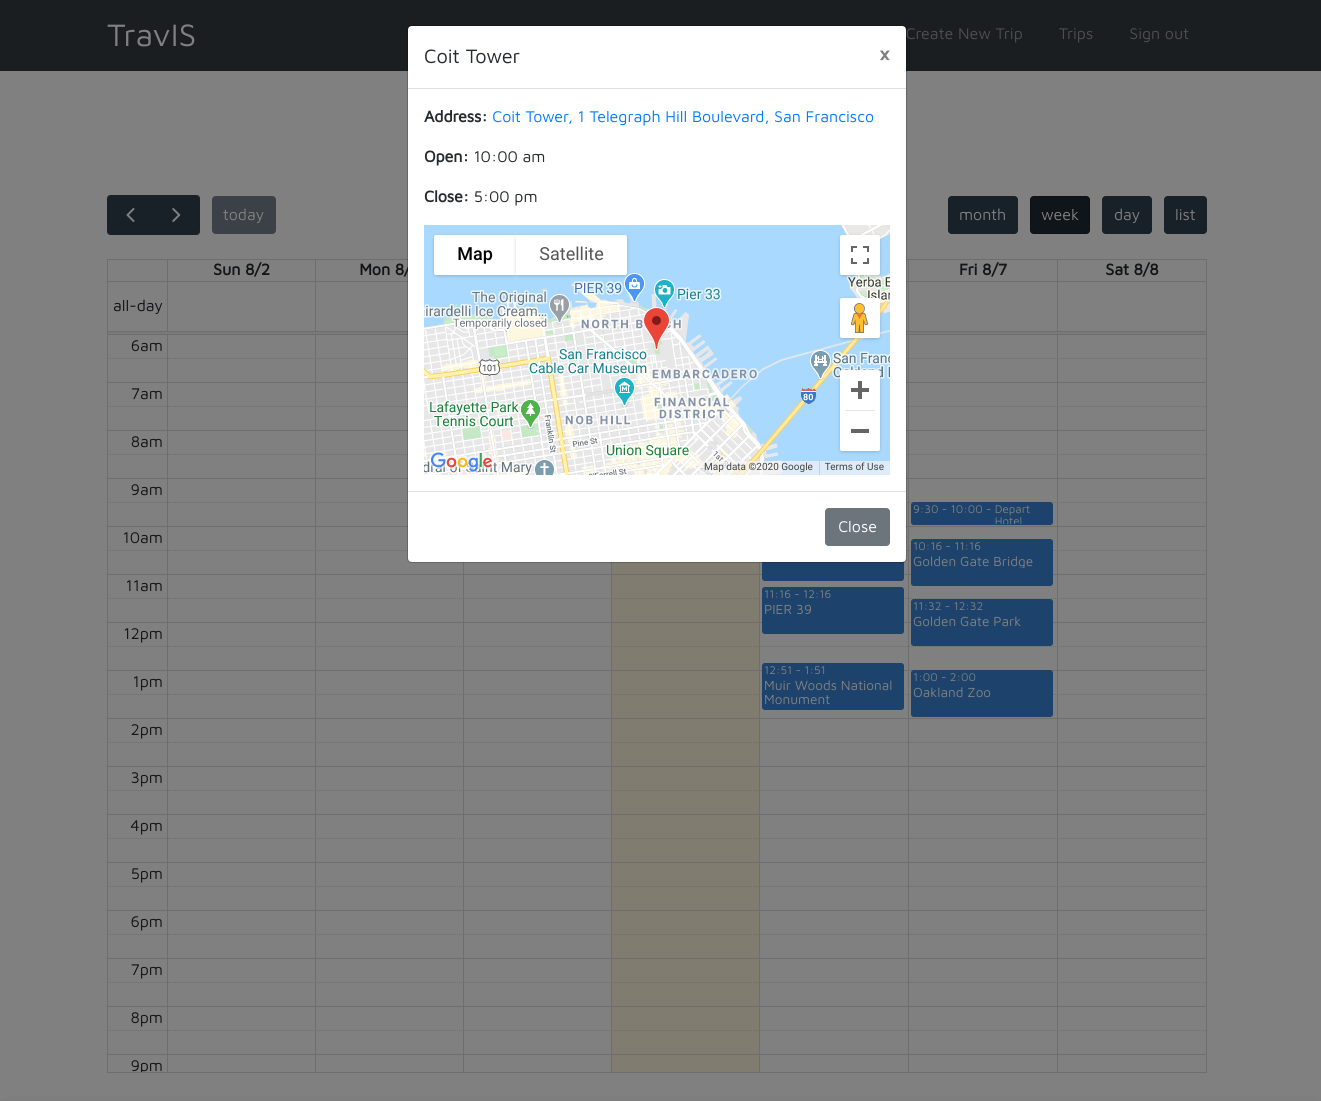 TravIS
Create New Trip
Trips
Sign out
Coit Tower
x
Address: Coit Tower, 1 Telegraph Hill Boulevard, San Francisco
Open: 10:00 am
Close: 5:00 pm
Map
Satellite
PIER 39
Pier 33
Yerba B
Islan
The Original
irardelli Ice Cream...
Temporarily closed
NORTH B CH
San Francisco
Cable Car Museum
EMBARCADERO
San Franc
101
80
FINANCIAL
DISTRICT
Lafayette Park
Tennis Court
NOB HILL
Franklin St
Pine St
1st
Union Square
Google
Map data ©2020 Google
Terms of Use
Close
today
month
week
day
list
Sun 8/2
Mon 8/
Fri 8/7
Sat 8/8
all-day
6am
7am
8am
9am
10am
11am
12pm
1pm
2pm
3pm
4pm
5pm
6pm
7pm
8pm
9pm
11:16 - 12:16
PIER 39
12:51 - 1:51
Muir Woods National
Monument
9:30 - 10:00 - Depart
Hotel
10:16 - 11:16
Golden Gate Bridge
11:32 - 12:32
Golden Gate Park
1:00 - 2:00
Oakland Zoo